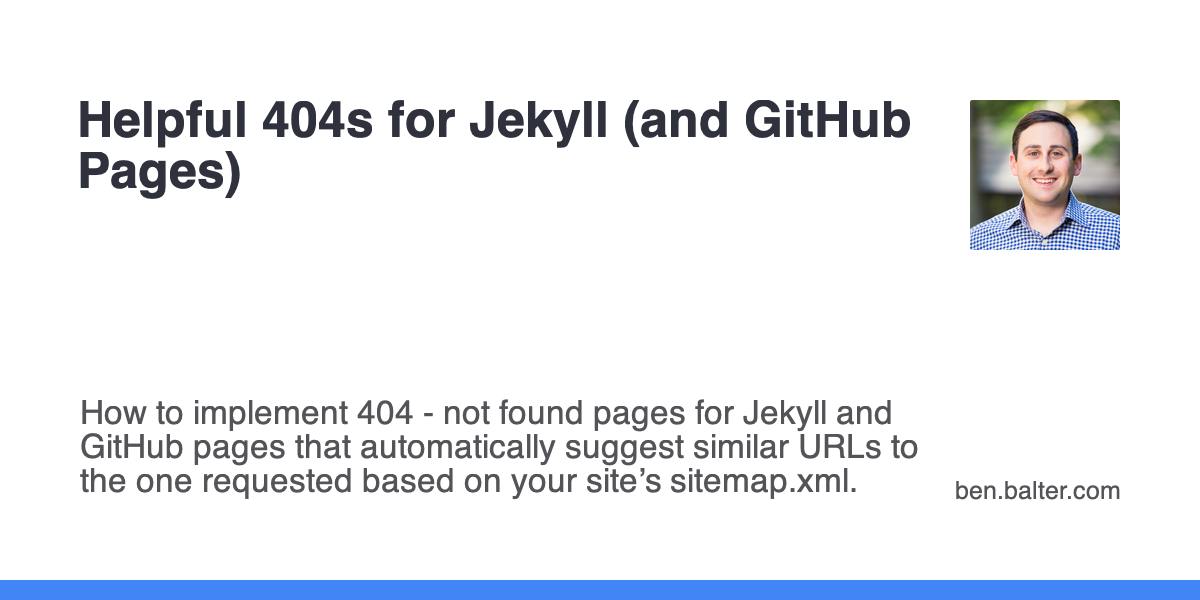 Helpful 404s for Jekyll (and GitHub
Pages)
How to implement 404 - not found pages for Jekyll and
GitHub pages that automatically suggest similar URLs to
the one requested based on your site’s sitemap.xml.
ben.balter.com